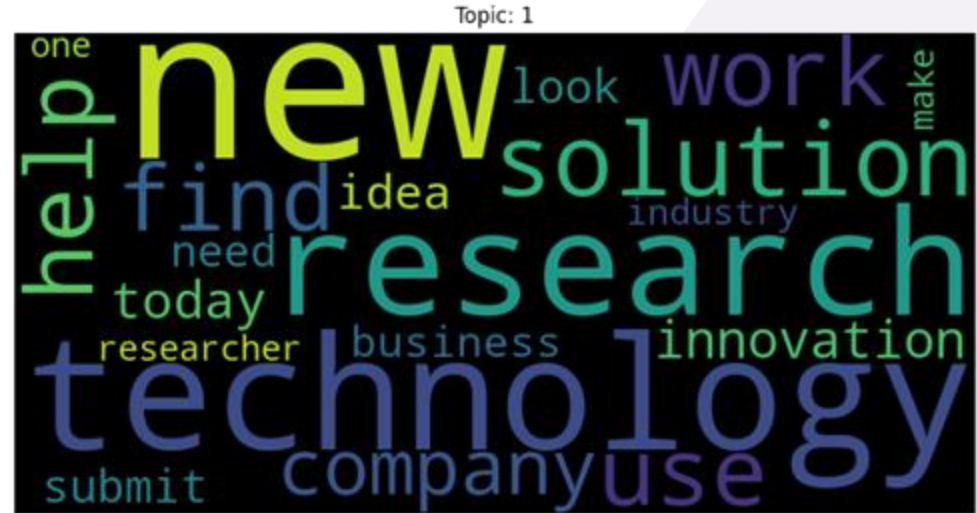 Topic: 1
one
new
look
work
make
help
solution
find
idea
industry
need
research
today
researcher
business
innovation
technology
company
use
submit